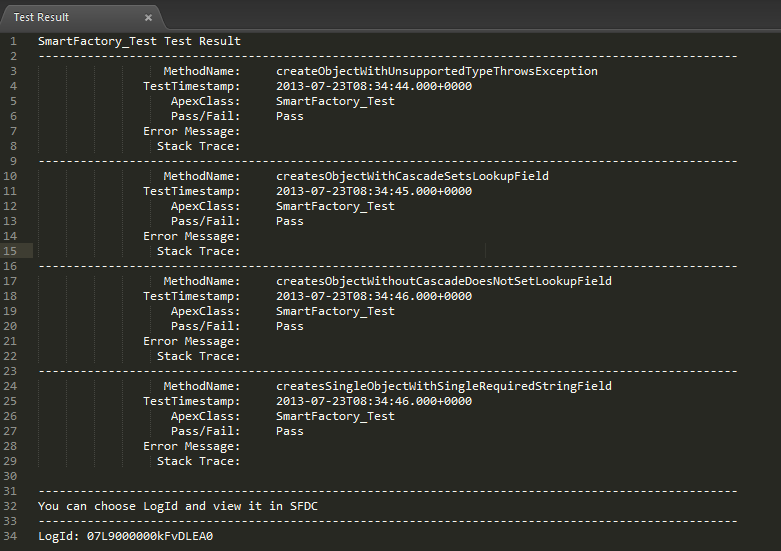 Test Result ×
1 SmartFactory_Test Test Result
2 ----------------------------------------------------------------------------------------------------
3 MethodName: createObjectWithUnsupportedTypeThrowsException
4 TestTimestamp: 2013-07-23T08:34:44.000+0000
5 ApexClass: SmartFactory_Test
6 Pass/Fail: Pass
7 Error Message:
8 Stack Trace:
9 ----------------------------------------------------------------------------------------------------
10 MethodName: createsObjectWithCascadeSetsLookupField
11 TestTimestamp: 2013-07-23T08:34:45.000+0000
12 ApexClass: SmartFactory_Test
13 Pass/Fail: Pass
14 Error Message:
15 Stack Trace:
16 ----------------------------------------------------------------------------------------------------
17 MethodName: createsObjectWithoutCascadeDoesNotSetLookupField
18 TestTimestamp: 2013-07-23T08:34:46.000+0000
19 ApexClass: SmartFactory_Test
20 Pass/Fail: Pass
21 Error Message:
22 Stack Trace:
23 ----------------------------------------------------------------------------------------------------
24 MethodName: createsSingleObjectWithSingleRequiredStringField
25 TestTimestamp: 2013-07-23T08:34:46.000+0000
26 ApexClass: SmartFactory_Test
27 Pass/Fail: Pass
28 Error Message:
29 Stack Trace:
30
31 ----------------------------------------------------------------------------------------------------
32 You can choose LogId and view it in SFDC
33 ----------------------------------------------------------------------------------------------------
34 LogId: 07L9000000kFvDLEA0